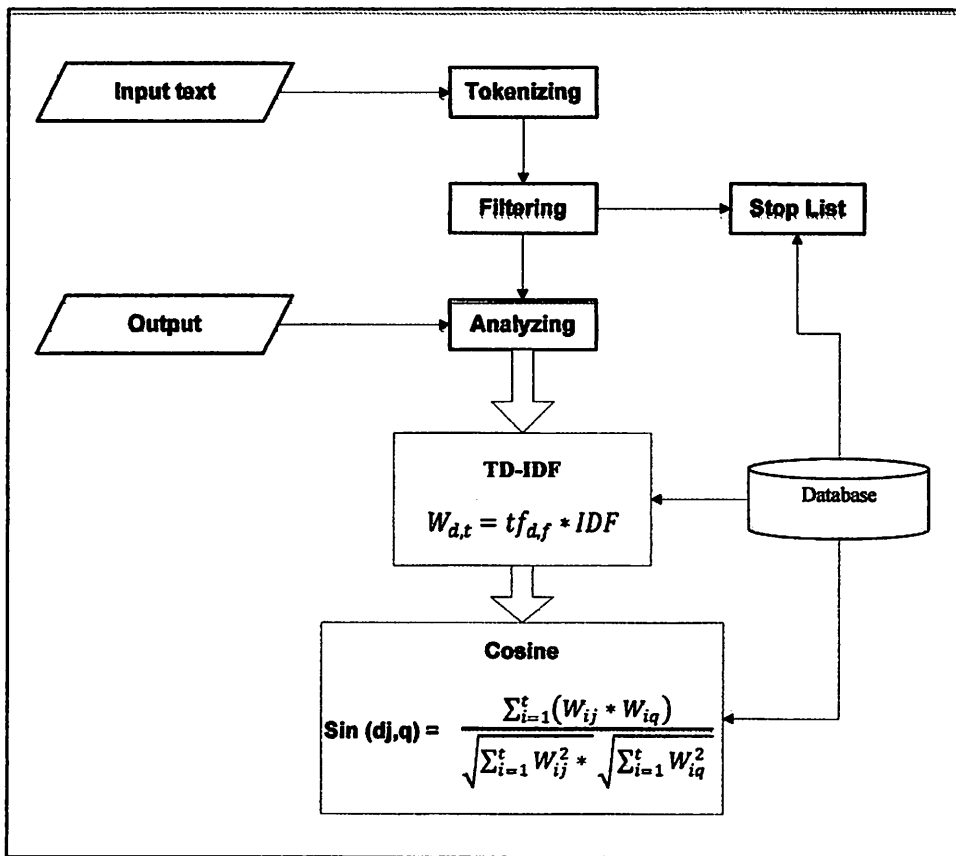 Input text
Tokenizing
Filtering
Stop List
Output
Analyzing
TD-IDF
W_{d,t} = tf_{d,f} * IDF
Database
Cosine
Sin (dj,q) = \frac{\sum_{i=1}^{t}(W_{ij} * W_{iq})}{\sqrt{\sum_{i=1}^{t} W_{ij}^{2}} * \sqrt{\sum_{i=1}^{t} W_{iq}^{2}}}